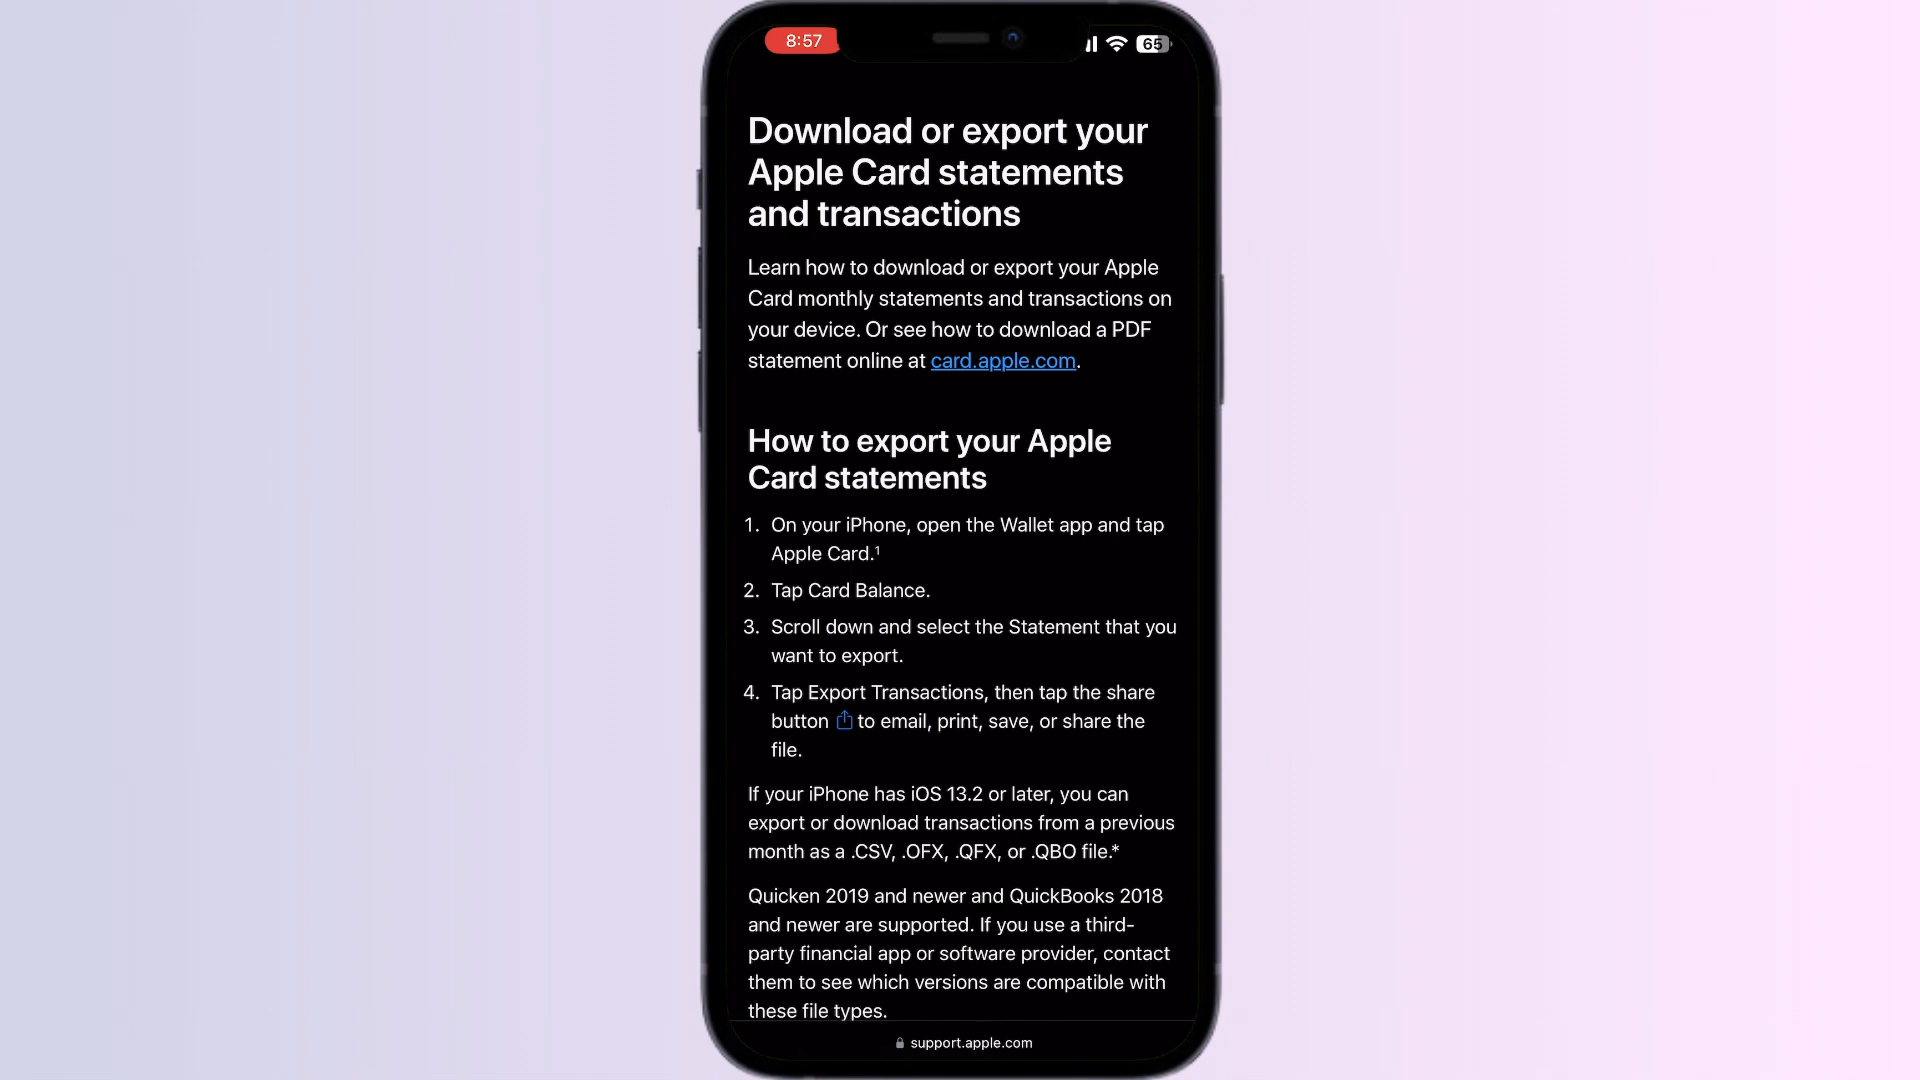 8:57
65
Download or export your
Apple Card statements
and transactions
Learn how to download or export your Apple
Card monthly statements and transactions on
your device. Or see how to download a PDF
statement online at card.apple.com.
How to export your Apple
Card statements
1. On your iPhone, open the Wallet app and tap
Apple Card.¹
2. Tap Card Balance.
3. Scroll down and select the Statement that you
want to export.
4. Tap Export Transactions, then tap the share
button to email, print, save, or share the
file.
If your iPhone has iOS 13.2 or later, you can
export or download transactions from a previous
month as a .CSV, .OFX, .QFX, or .QBO file.*
Quicken 2019 and newer and QuickBooks 2018
and newer are supported. If you use a third-
party financial app or software provider, contact
them to see which versions are compatible with
these file types.
support.apple.com